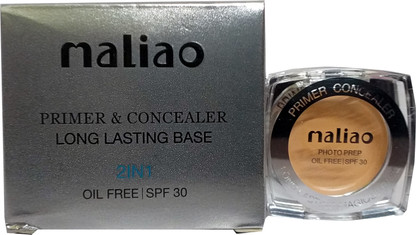 maliao
PRIMER & CONCEALER
LONG LASTING BASE
2IN1
OIL FREE | SPF 30
PRIMER CONCEALER
maliao
PHOTO PREP
OIL FREE | SPF 30